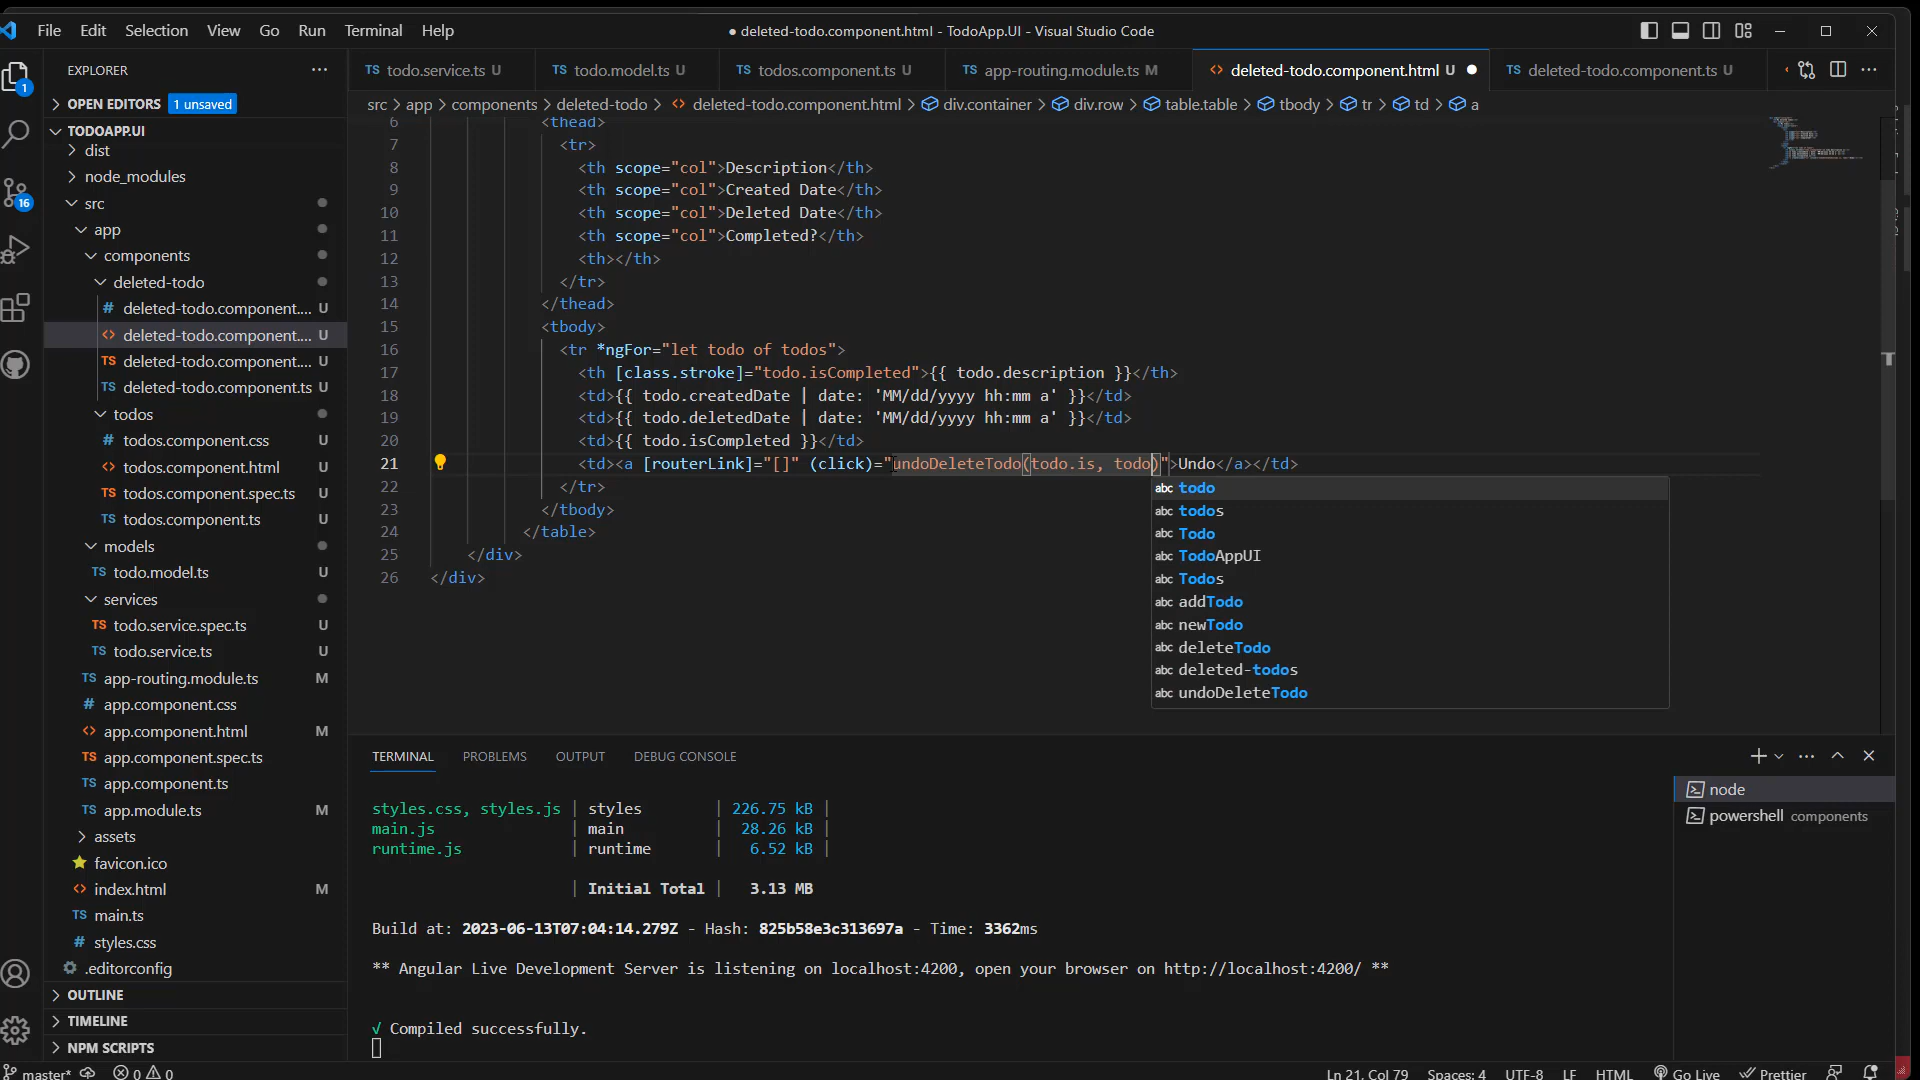 File Edit Selection View Go Run Terminal Help
● deleted-todo.component.html - TodoApp.UI - Visual Studio Code
EXPLORER
TS todo.service.ts U
TS todo.model.ts U
TS todos.component.ts U
TS app-routing.module.ts M
<> deleted-todo.component.html U ●
TS deleted-todo.component.ts U
OPEN EDITORS 1 unsaved
src > app > components > deleted-todo > <> deleted-todo.component.html > div.container > div.row > table.table > tbody > tr > td > a
1
16
TODOAPP.UI
dist
node_modules
src
app
components
deleted-todo
# deleted-todo.component.... U
<> deleted-todo.component.... U
TS deleted-todo.component.... U
TS deleted-todo.component.ts U
todos
# todos.component.css U
<> todos.component.html U
TS todos.component.spec.ts U
TS todos.component.ts U
models
TS todo.model.ts U
services
TS todo.service.spec.ts U
TS todo.service.ts U
TS app-routing.module.ts M
# app.component.css
<> app.component.html M
TS app.component.spec.ts
TS app.component.ts
TS app.module.ts M
assets
favicon.ico
<> index.html M
TS main.ts
# styles.css
.editorconfig
OUTLINE
TIMELINE
NPM SCRIPTS
6 <thead>
7 <tr>
8 <th scope="col">Description</th>
9 <th scope="col">Created Date</th>
10 <th scope="col">Deleted Date</th>
11 <th scope="col">Completed?</th>
12 <th></th>
13 </tr>
14 </thead>
15 <tbody>
16 <tr *ngFor="let todo of todos">
17 <th [class.stroke]="todo.isCompleted">{{ todo.description }}</th>
18 <td>{{ todo.createdDate | date: 'MM/dd/yyyy hh:mm a' }}</td>
19 <td>{{ todo.deletedDate | date: 'MM/dd/yyyy hh:mm a' }}</td>
20 <td>{{ todo.isCompleted }}</td>
21 <td><a [routerLink]="[]" (click)="undoDeleteTodo(todo.is, todo)">Undo</a></td>
22 </tr>
23 </tbody>
24 </table>
25 </div>
26 </div>
abc todo
abc todos
abc Todo
abc TodoAppUI
abc Todos
abc addTodo
abc newTodo
abc deleteTodo
abc deleted-todos
abc undoDeleteTodo
TERMINAL PROBLEMS OUTPUT DEBUG CONSOLE
node
powershell components
styles.css, styles.js | styles | 226.75 kB |
main.js | main | 28.26 kB |
runtime.js | runtime | 6.52 kB |
| Initial Total | 3.13 MB
Build at: 2023-06-13T07:04:14.279Z - Hash: 825b58e3c313697a - Time: 3362ms
** Angular Live Development Server is listening on localhost:4200, open your browser on http://localhost:4200/ **
√ Compiled successfully.
master* 0 0
Ln 21, Col 79 Spaces: 4 UTF-8 LF HTML Go Live Prettier